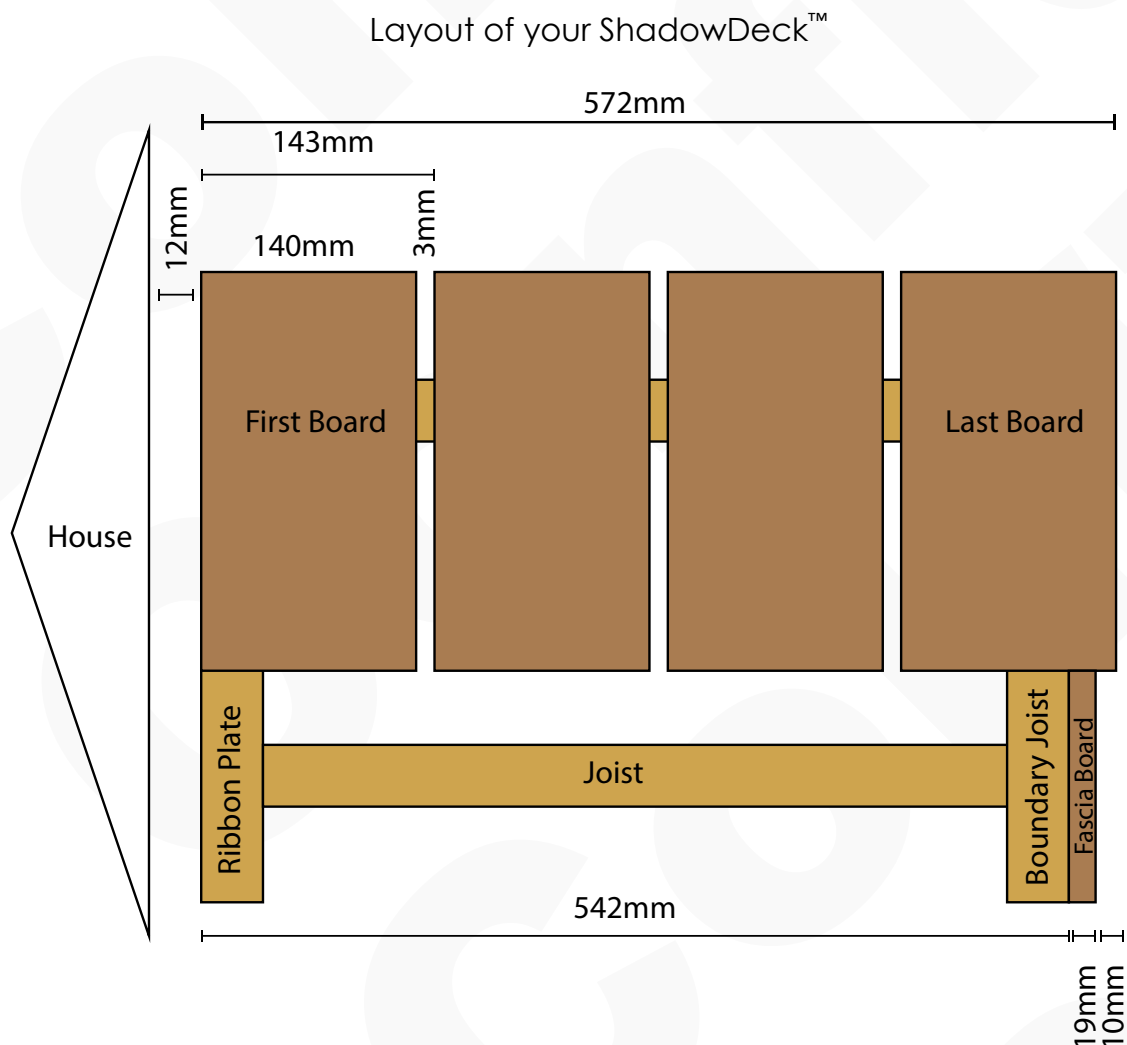 Layout of your ShadowDeck™
572mm
143mm
12mm
140mm
3mm
First Board
Last Board
House
Ribbon Plate
Joist
Boundary Joist
Fascia Board
542mm
19mm
10mm